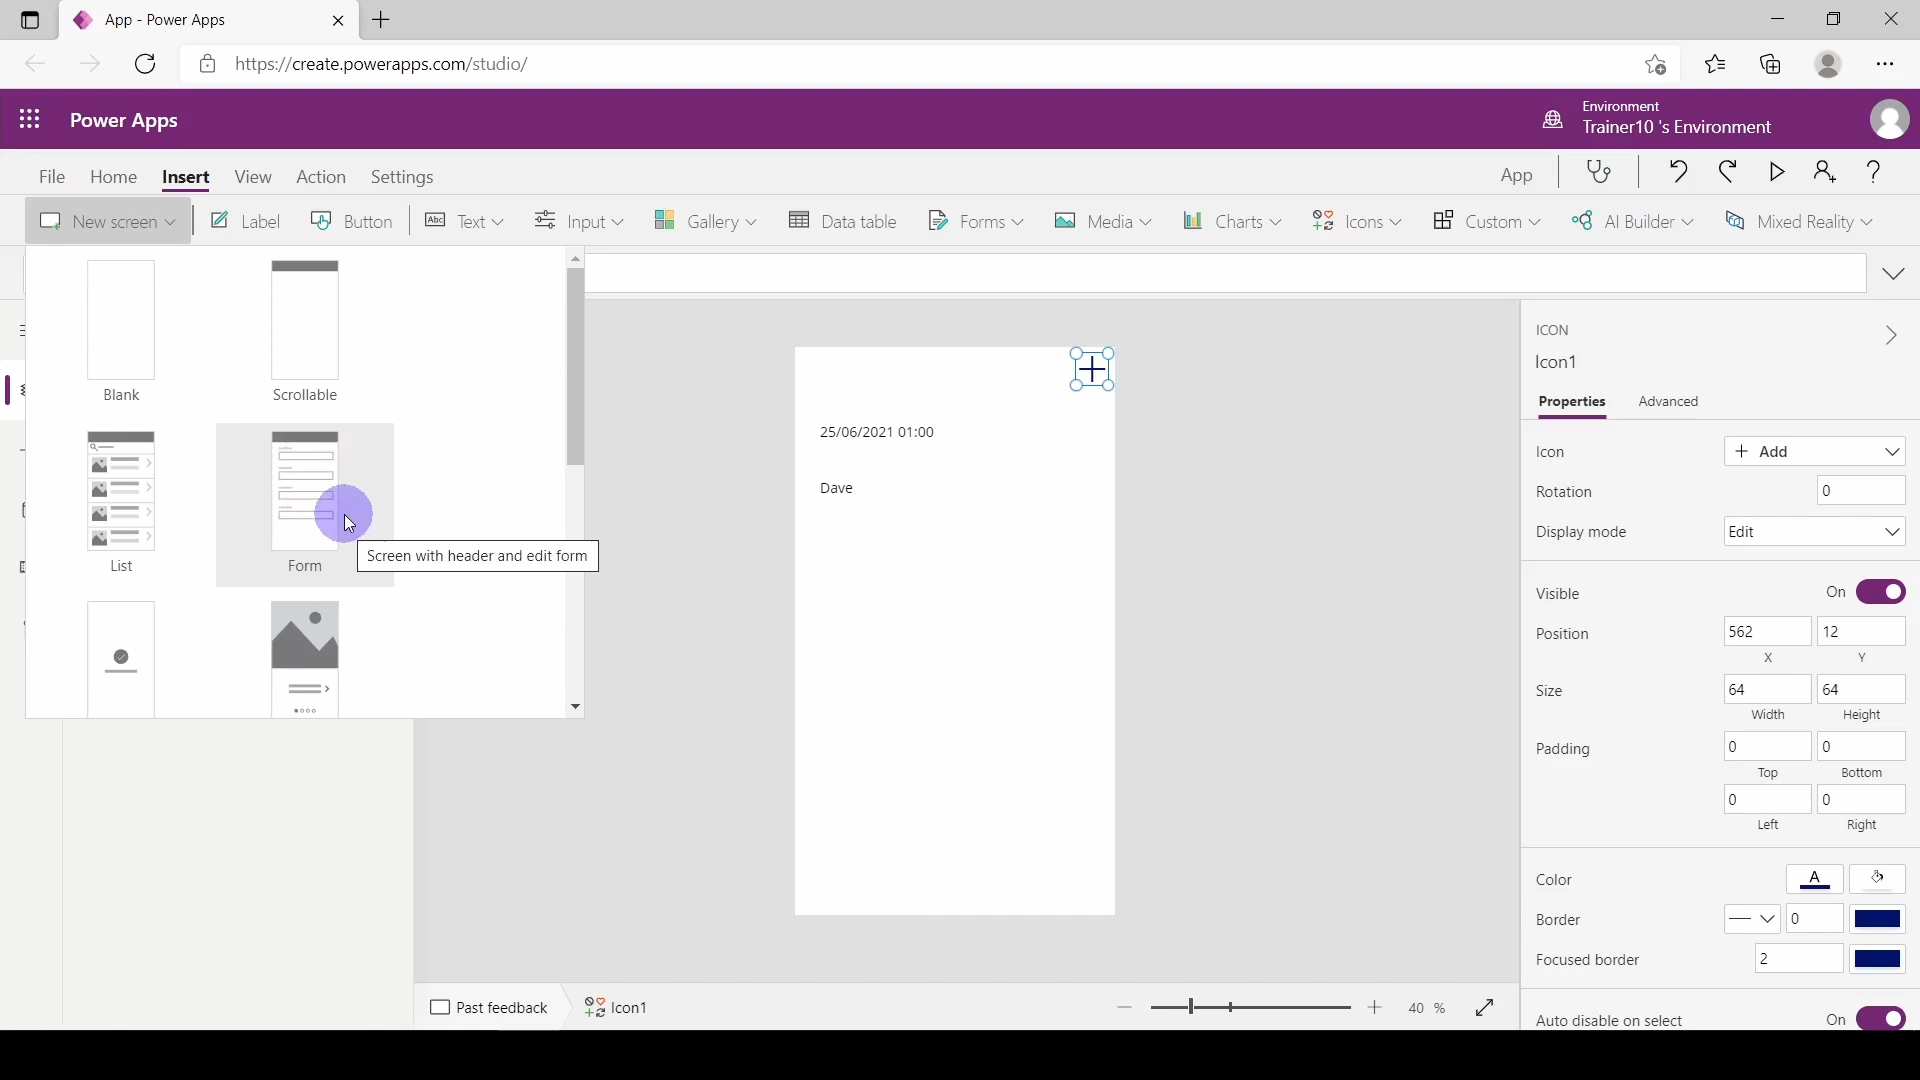 App - Power Apps
https://create.powerapps.com/studio/
Power Apps
Environment
Trainer10 's Environment
File Home Insert View Action Settings App
New screen Label Button Abc Text Input Gallery Data table Forms Media Charts Icons Custom AI Builder Mixed Reality
Blank Scrollable
List Form
Screen with header and edit form
25/06/2021 01:00
Dave
ICON
Icon1
Properties Advanced
Icon Add
Rotation 0
Display mode Edit
Visible On
Position 562 12
X Y
Size 64 64
Width Height
Padding 0 0
Top Bottom
0 0
Left Right
Color A
Border 0
Focused border 2
Auto disable on select On
Past feedback Icon1 40 %